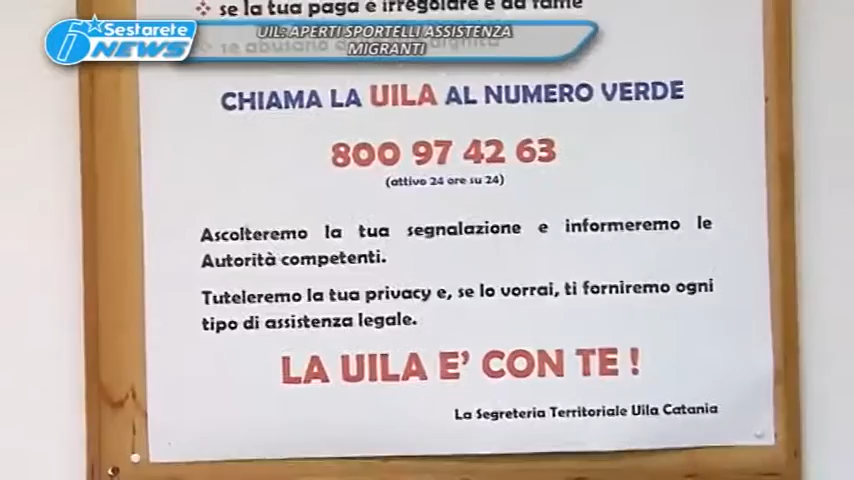 se la tua paga è irregolare e da fame
Sestarete
6 NEWS
UIL: APERTI SPORTELLI ASSISTENZA
MIGRANTI
se abusano
CHIAMA LA UILA AL NUMERO VERDE
800 97 42 63
(attivo 24 ore su 24)
Ascolteremo la tua segnalazione e informeremo le
Autorità competenti.
Tuteleremo la tua privacy e, se lo vorrai, ti forniremo ogni
tipo di assistenza legale.
LA UILA E' CON TE !
La Segreteria Territoriale Uila Catania